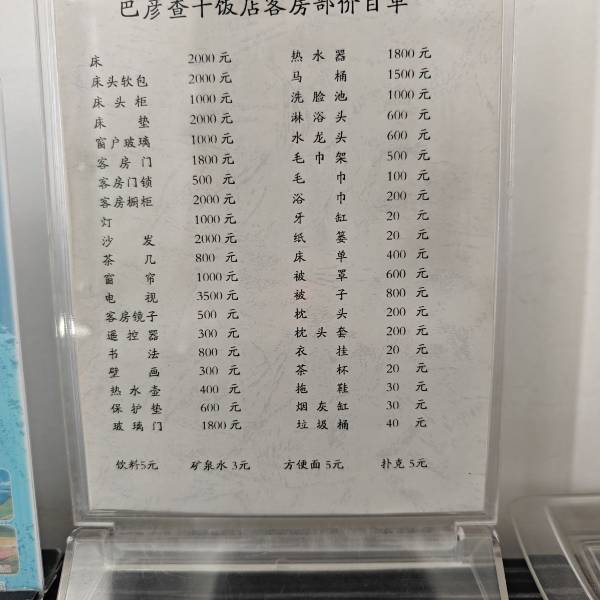 巴彦查干饭店客房部价目单
床 2000元 热水器 1800元
床头软包 2000元 马桶 1500元
床头柜 1000元 洗脸池 1000元
床垫 2000元 淋浴头 600元
窗户玻璃 1000元 水龙头 600元
客房门 1800元 毛巾架 500元
客房门锁 500元 毛巾 100元
客房橱柜 2000元 浴巾 200元
灯 1000元 牙缸 20元
沙发 2000元 纸篓 20元
茶几 800元 床单 400元
窗帘 1000元 被罩 600元
电视 3500元 被子 800元
客房镜子 500元 枕头 200元
遥控器 300元 枕头套 200元
书法 800元 衣挂 20元
壁画 300元 茶杯 20元
热水壶 400元 拖鞋 30元
保护垫 600元 烟灰缸 30元
玻璃门 1800元 垃圾桶 40元
饮料5元 矿泉水 3元 方便面 5元 扑克 5元